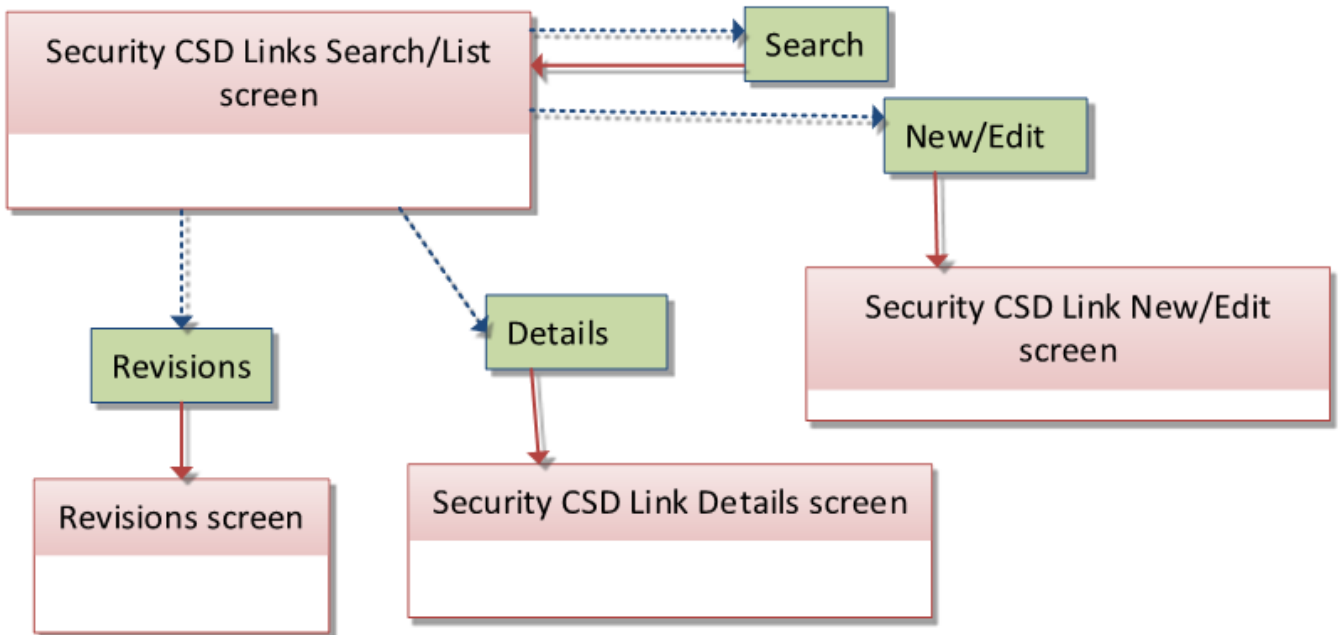 Security CSD Links Search/List
screen
Search
New/Edit
Security CSD Link New/Edit
screen
Details
Revisions
Security CSD Link Details screen
Revisions screen